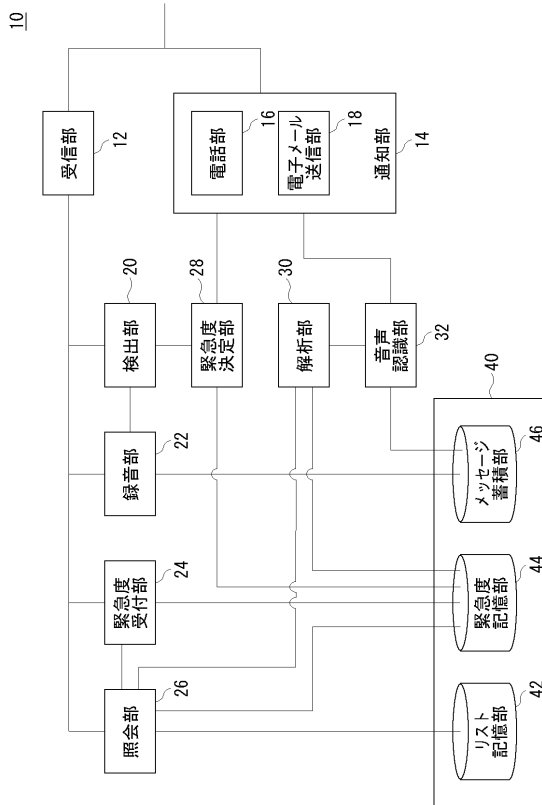 10
受信部
12
電話部
16
電子メール
送信部
18
通知部
14
検出部
20
緊急度
決定部
28
解析部
30
音声
認識部
32
録音部
22
緊急度
受付部
24
照会部
26
40
メッセージ
蓄積部
46
緊急度
記憶部
44
リスト
記憶部
42